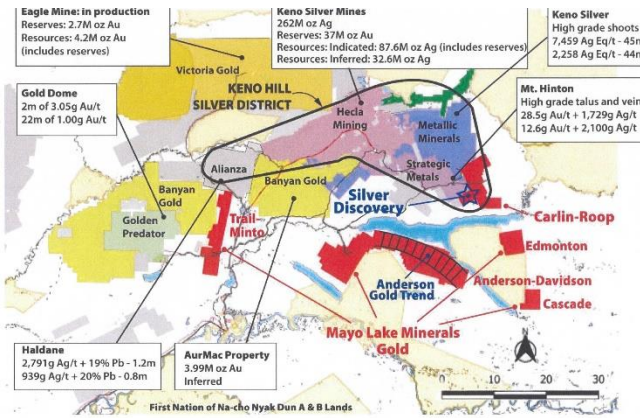 Eagle Mine: in production
Reserves: 2.7M oz Au
Resources: 4.2M oz Au
(includes reserves)
Keno Silver Mines
262M oz Ag
Reserves: 37M oz Au
Resources: Indicated: 87.6M oz Ag (includes reserves)
Resources: Inferred: 32.6M oz Ag
Keno Silver
High grade shoots
7,459 Ag Eq/t - 45m
2,258 Ag Eq/t - 44m
Victoria Gold
KENO HILL
SILVER DISTRICT
Gold Dome
2m of 3.05g Au/t
22m of 1.00g Au/t
Mt. Hinton
High grade talus and vein
28.5g Au/t + 1,729g Ag/t
12.6g Au/t + 2,100g Ag/t
Hecla
Mining
Metallic
Minerals
Alianza
Strategic
Metals
Banyan
Gold
Banyan Gold
Silver
Discovery
Golden
Predator
Trail-
Minto
Carlin-Roop
Edmonton
Anderson
Gold Trend
Anderson-Davidson
Cascade
Mayo Lake Minerals
Gold
Haldane
2,791g Ag/t + 19% Pb - 1.2m
939g Ag/t + 20% Pb - 0.8m
AurMac Property
3.99M oz Au
Inferred
N
0 10 20 30
First Nation of Na-cho Nyak Dun A & B Lands